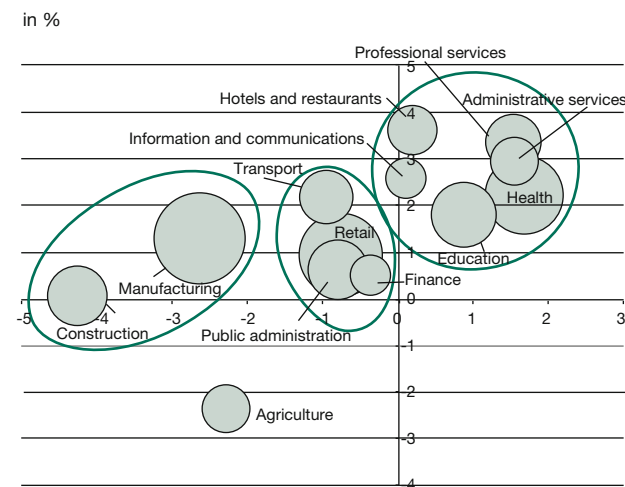 in %
Professional services
5
Hotels and restaurants
4
Administrative services
Information and communications
3
Transport
2
Health
Retail
1
Education
Finance
Manufacturing
0
-5 -4 -3 -2 -1 0 1 2 3
Construction
Public administration
-1
-2
Agriculture
-3
-4